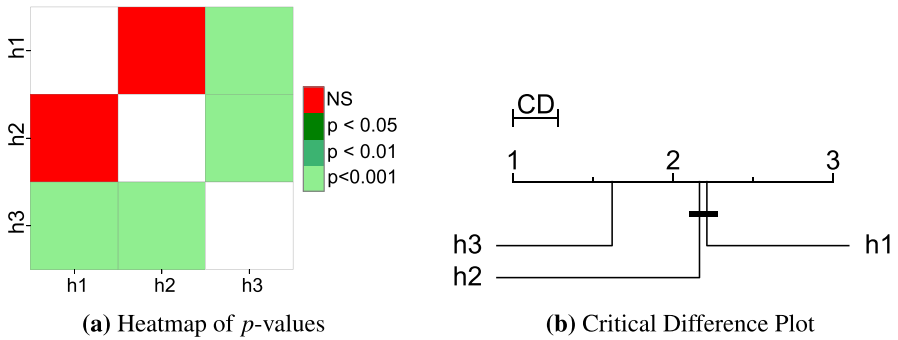 h1
h2
h3
h1 h2 h3
NS
p < 0.05
p < 0.01
p<0.001
(a) Heatmap of p-values
CD
1 2 3
h3 h1
h2
(b) Critical Difference Plot